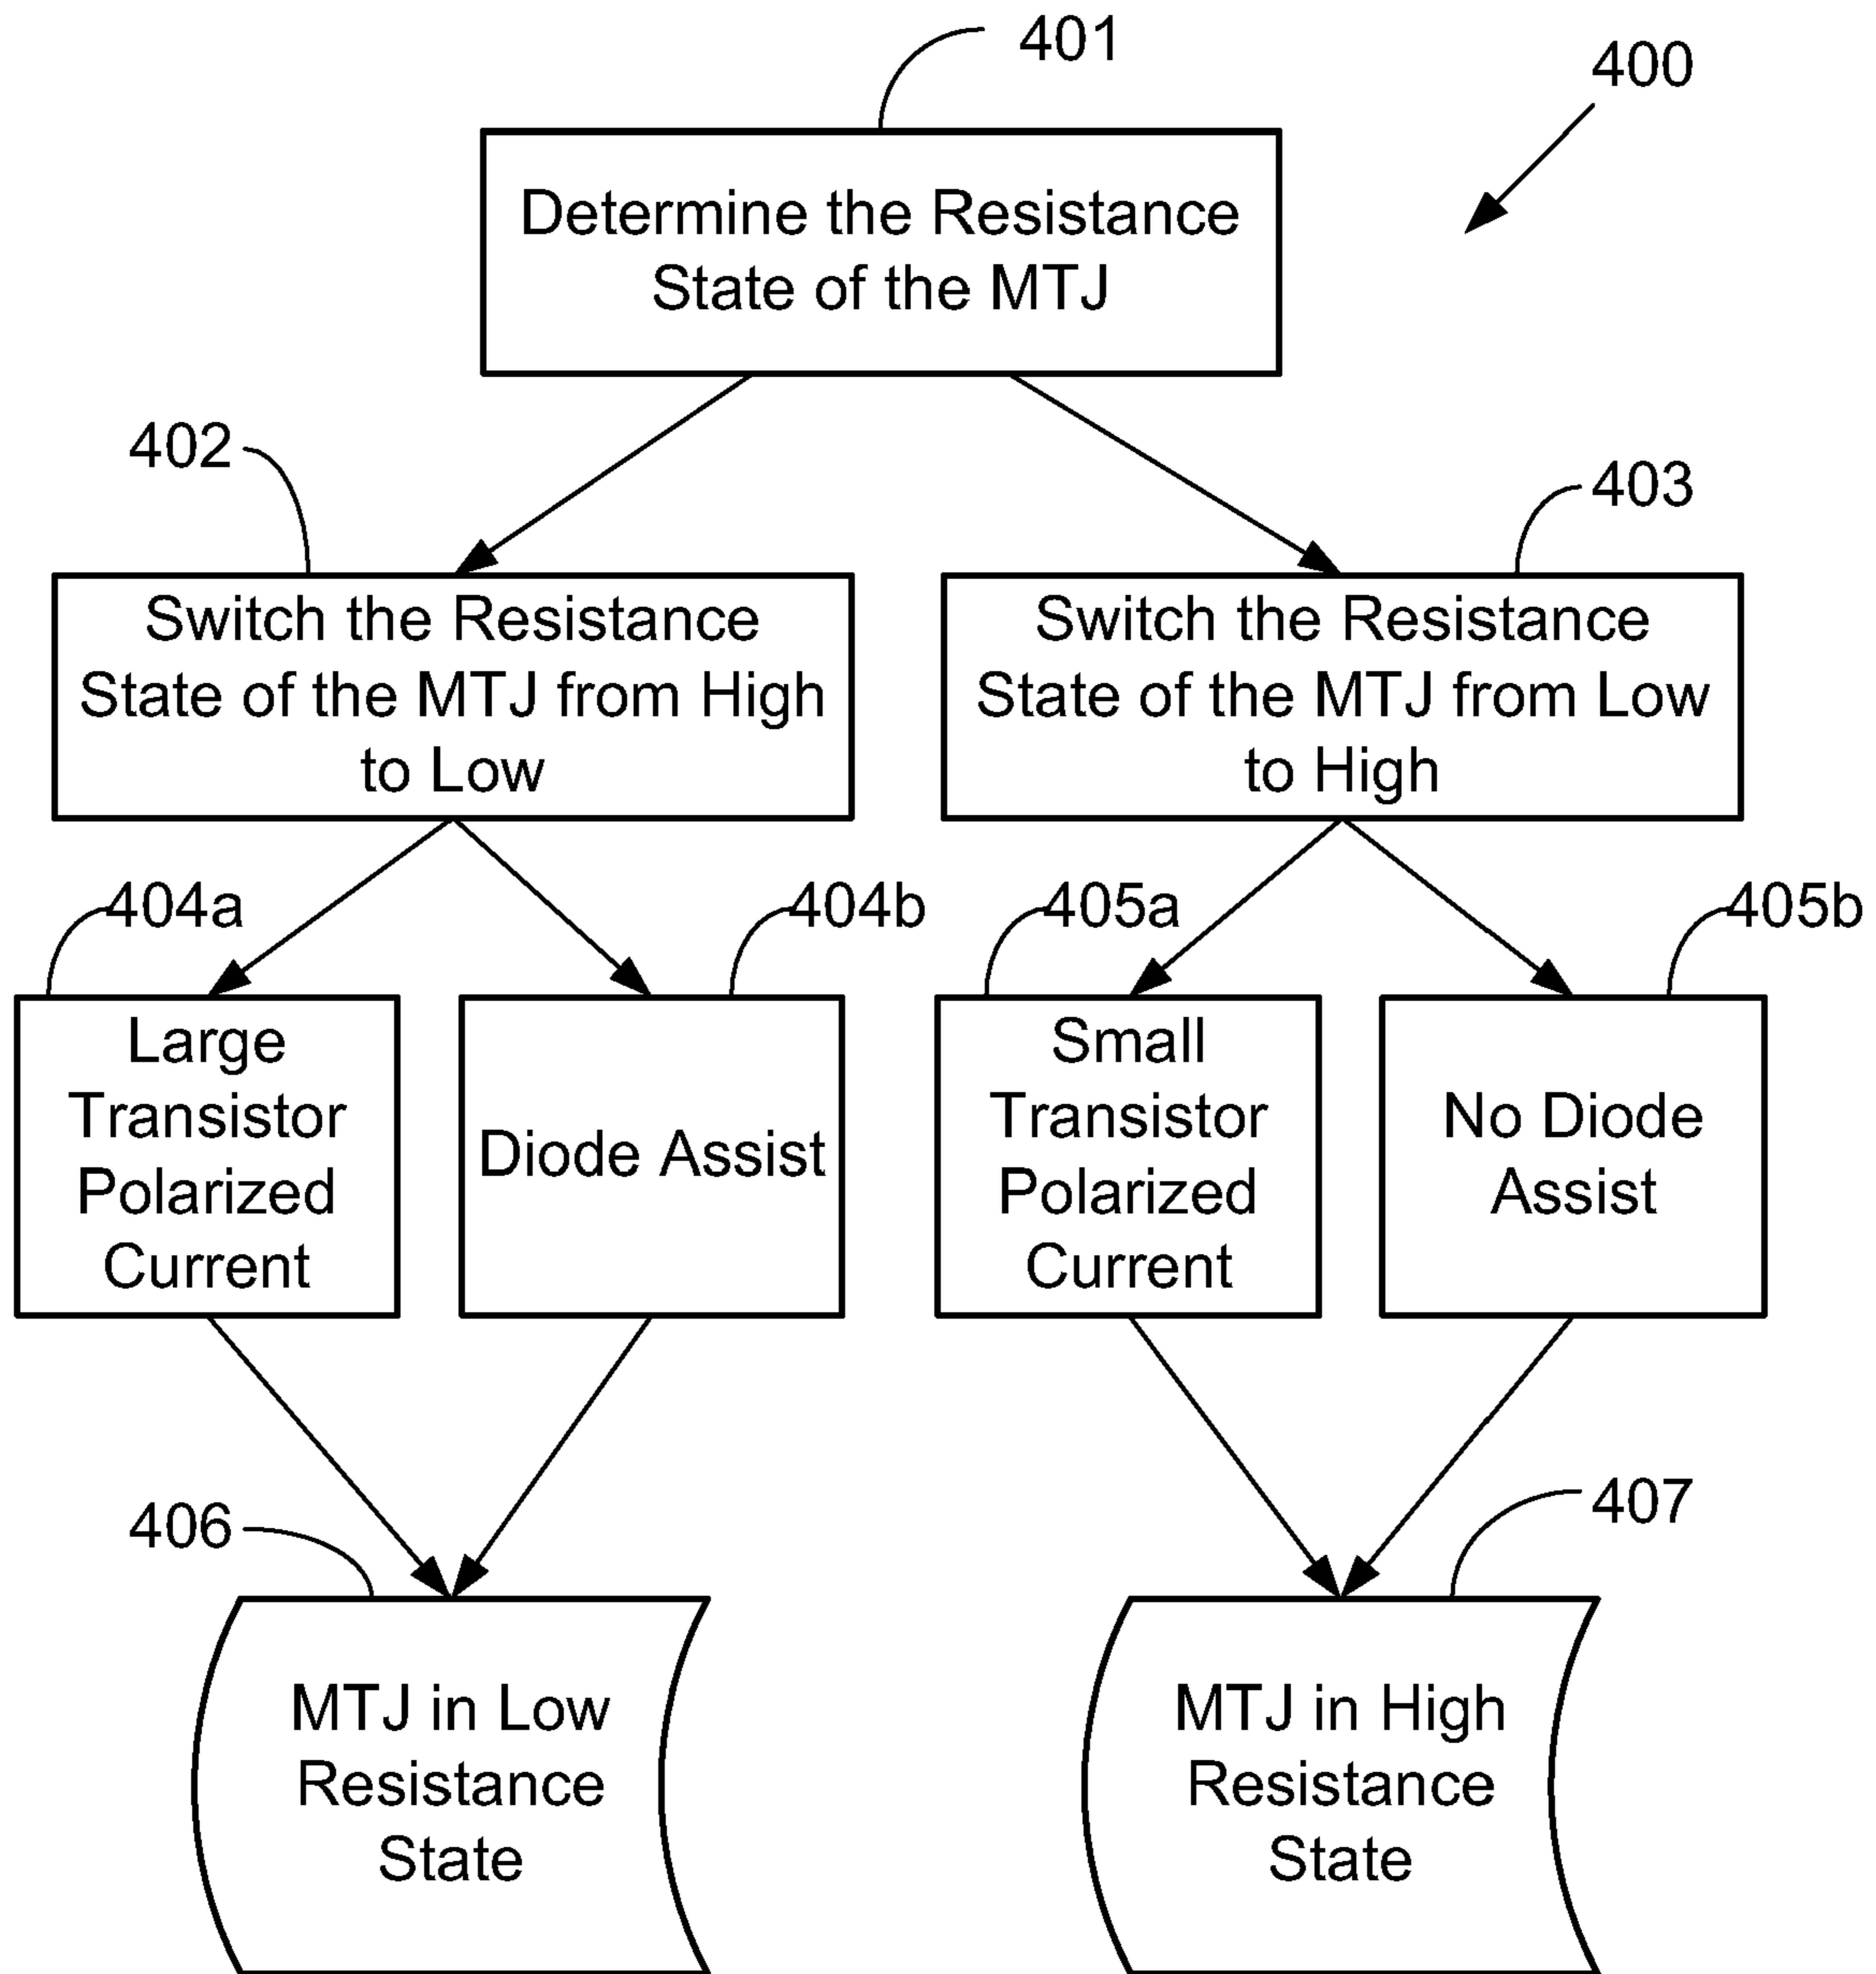 401
400
Determine the Resistance
State of the MTJ
402
403
Switch the Resistance
State of the MTJ from High
to Low
Switch the Resistance
State of the MTJ from Low
to High
404a
404b
405a
405b
Large
Transistor
Polarized
Current
Diode Assist
Small
Transistor
Polarized
Current
No Diode
Assist
406
407
MTJ in Low
Resistance
State
MTJ in High
Resistance
State